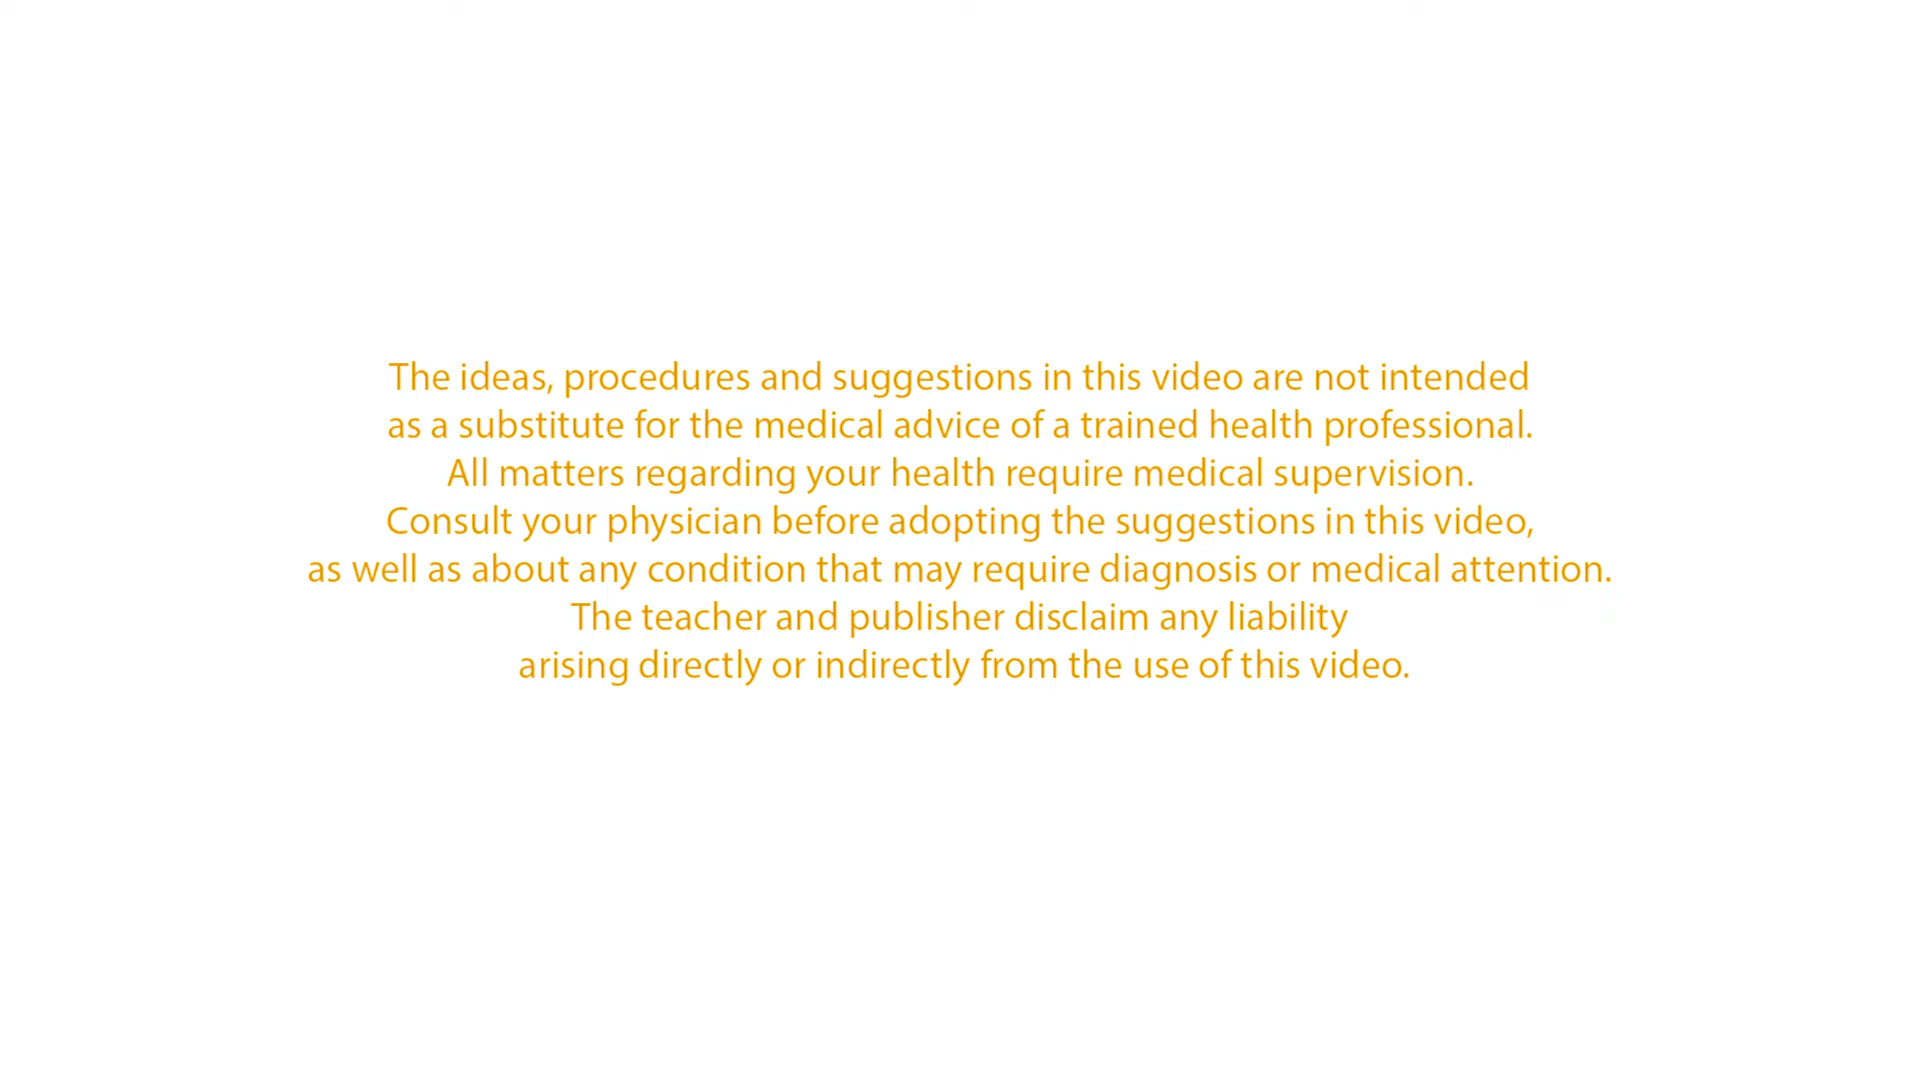 The ideas, procedures and suggestions in this video are not intended
as a substitute for the medical advice of a trained health professional.
All matters regarding your health require medical supervision.
Consult your physician before adopting the suggestions in this video,
as well as about any condition that may require diagnosis or medical attention.
The teacher and publisher disclaim any liability
arising directly or indirectly from the use of this video.